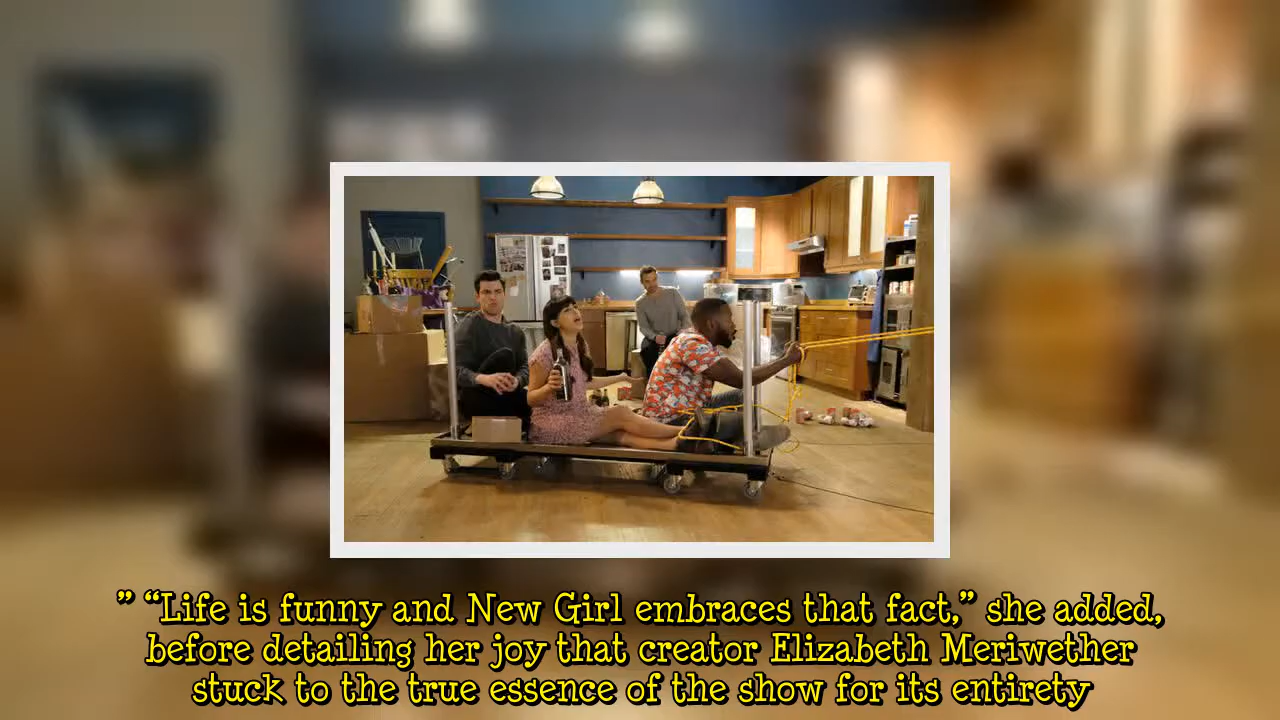 ” “Life is funny and New Girl embraces that fact,” she added,
before detailing her joy that creator Elizabeth Meriwether
stuck to the true essence of the show for its entirety